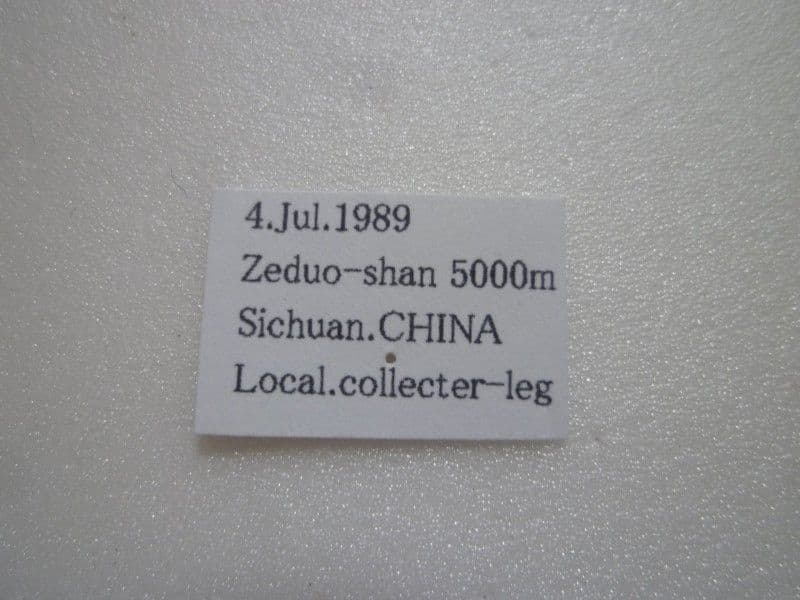 4.Jul.1989
Zeduo-shan 5000m
Sichuan.CHINA
Local.collecter-leg